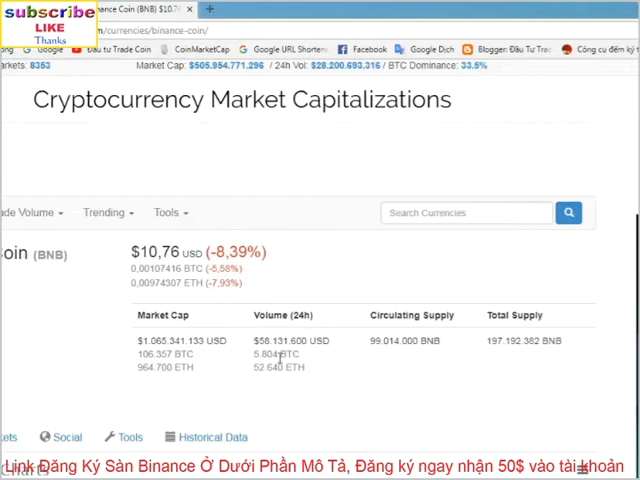 subscribe
LIKE
Thanks
inance Coin (BNB) $10,76
m/currencies/binance-coin/
ông
Google
Đầu tư Trade Coin
CoinMarketCap
Google URL Shortene
Facebook
Google Dịch
Blogger: Đầu Tư Trad
Công cụ đếm ký t
arkets: 8353
Market Cap: $505.954.771.296 / 24h Vol: $28.200.693.316 / BTC Dominance: 33.5%
Cryptocurrency Market Capitalizations
ade Volume
Trending
Tools
Search Currencies
Coin (BNB)
$10,76 USD (-8,39%)
0,00107416 BTC (-5,58%)
0,00974307 ETH (-7,93%)
Market Cap Volume (24h) Circulating Supply Total Supply
$1.065.341.133 USD $58.131.600 USD 99.014.000 BNB 197.192.382 BNB
106.357 BTC 5.804 BTC
964.700 ETH 52.640 ETH
kets Social Tools Historical Data
Charts
Link Đăng Ký Sàn Binance Ở Dưới Phần Mô Tả, Đăng ký ngay nhận 50$ vào tài khoản